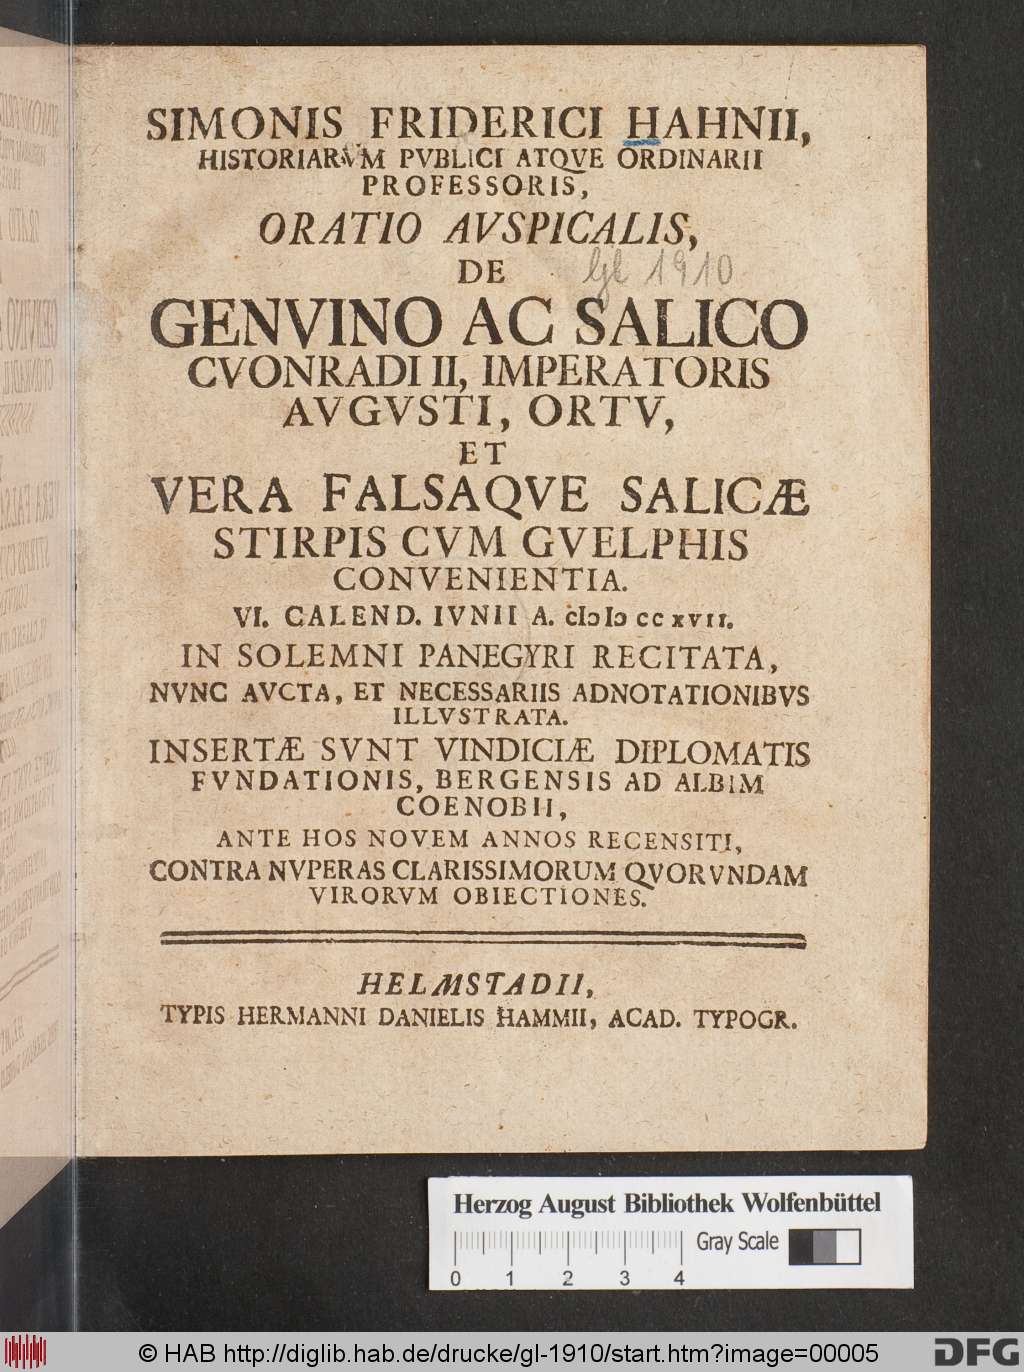 SIMONIS FRIDERICI HAHNII,
HISTORIARVM PVBLICI ATQVE ORDINARII
PROFESSORIS,
ORATIO AVSPICALIS,
DE
Gl 1910
GENVINO AC SALICO
CVONRADI II, IMPERATORIS
AVGVSTI, ORTV,
ET
VERA FALSAQVE SALICÆ
STIRPIS CVM GVELPHIS
CONVENIENTIA.
VI. CALEND. IVNII A. cIɔ Iɔ cc xvii.
IN SOLEMNI PANEGYRI RECITATA,
NVNC AVCTA, ET NECESSARIIS ADNOTATIONIBVS
ILLVSTRATA.
INSERTÆ SVNT VINDICIÆ DIPLOMATIS
FVNDATIONIS, BERGENSIS AD ALBIM
COENOBII,
ANTE HOS NOVEM ANNOS RECENSITI,
CONTRA NVPERAS CLARISSIMORUM QVORVNDAM
VIRORVM OBIECTIONES.
HELMSTADII,
TYPIS HERMANNI DANIELIS HAMMII, ACAD. TYPOGR.
Herzog August Bibliothek Wolfenbüttel
Gray Scale
0 1 2 3 4
© HAB http://diglib.hab.de/drucke/gl-1910/start.htm?image=00005
DFG